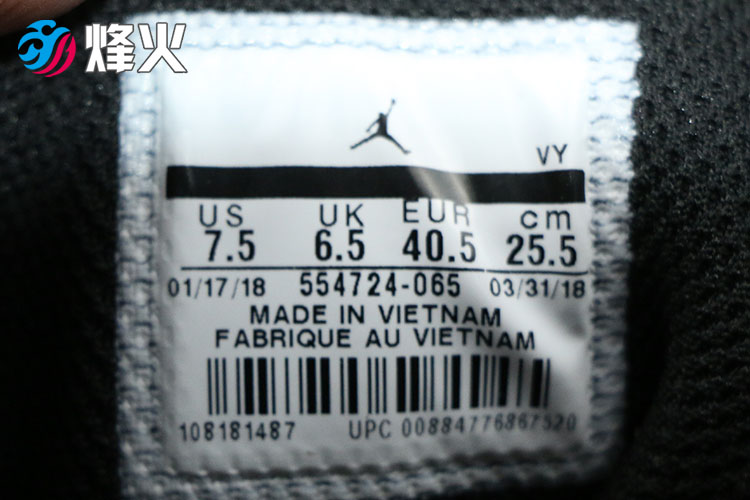 烽火
VY
US UK EUR cm
7.5 6.5 40.5 25.5
01/17/18 554724-065 03/31/18
MADE IN VIETNAM
FABRIQUE AU VIETNAM
108181487 UPC 00884776867520